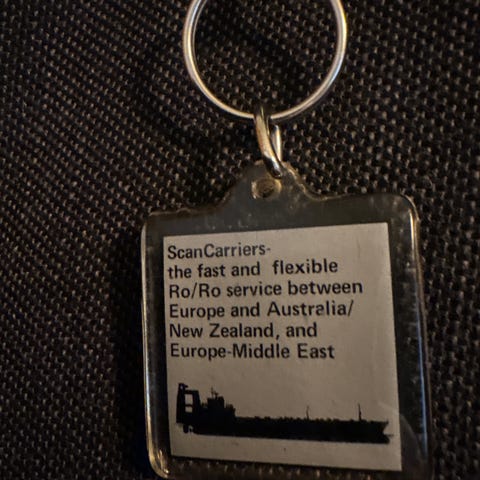 ScanCarriers-
the fast and flexible
Ro/Ro service between
Europe and Australia/
New Zealand, and
Europe-Middle East